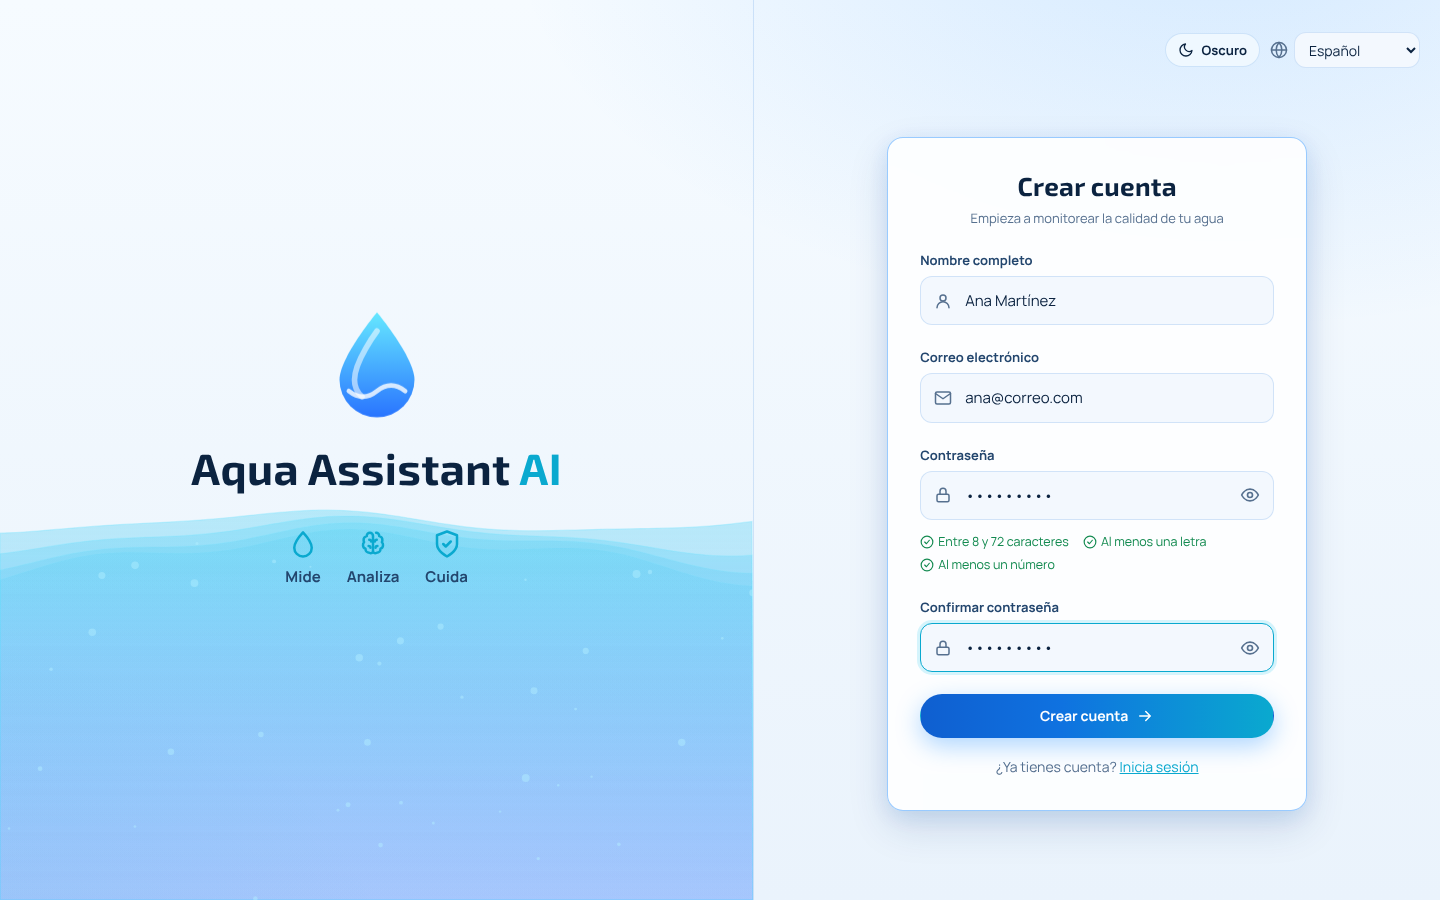 Oscuro
Español
Aqua Assistant AI
Mide
Analiza
Cuida
Crear cuenta
Empieza a monitorear la calidad de tu agua
Nombre completo
Ana Martínez
Correo electrónico
ana@correo.com
Contraseña
•••••••••
Entre 8 y 72 caracteres
Al menos una letra
Al menos un número
Confirmar contraseña
•••••••••
Crear cuenta →
¿Ya tienes cuenta? Inicia sesión